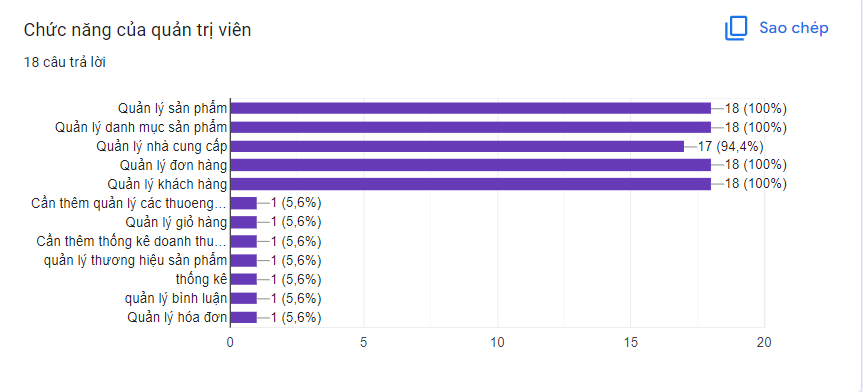 Chức năng của quản trị viên
Sao chép
18 câu trả lời
Quản lý sản phẩm 18 (100%)
Quản lý danh mục sản phẩm 18 (100%)
Quản lý nhà cung cấp 17 (94,4%)
Quản lý đơn hàng 18 (100%)
Quản lý khách hàng 18 (100%)
Cần thêm quản lý các thuoeng... 1 (5,6%)
Quản lý giỏ hàng 1 (5,6%)
Cần thêm thống kê doanh thu... 1 (5,6%)
quản lý thương hiệu sản phẩm 1 (5,6%)
thống kê 1 (5,6%)
quản lý bình luận 1 (5,6%)
Quản lý hóa đơn 1 (5,6%)
0 5 10 15 20